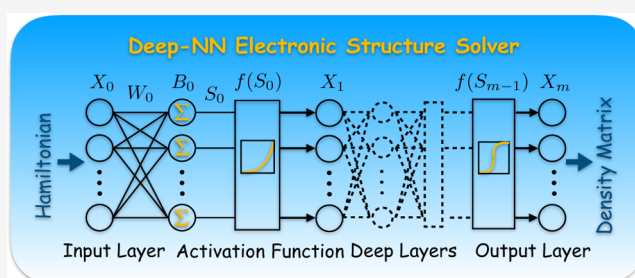 Deep-NN Electronic Structure Solver
X₀ W₀ B₀ S₀ f(S₀) X₁ f(Sₘ₋₁) Xₘ
Hamiltonian
Σ
Σ
Σ
Density Matrix
Input Layer Activation Function Deep Layers Output Layer